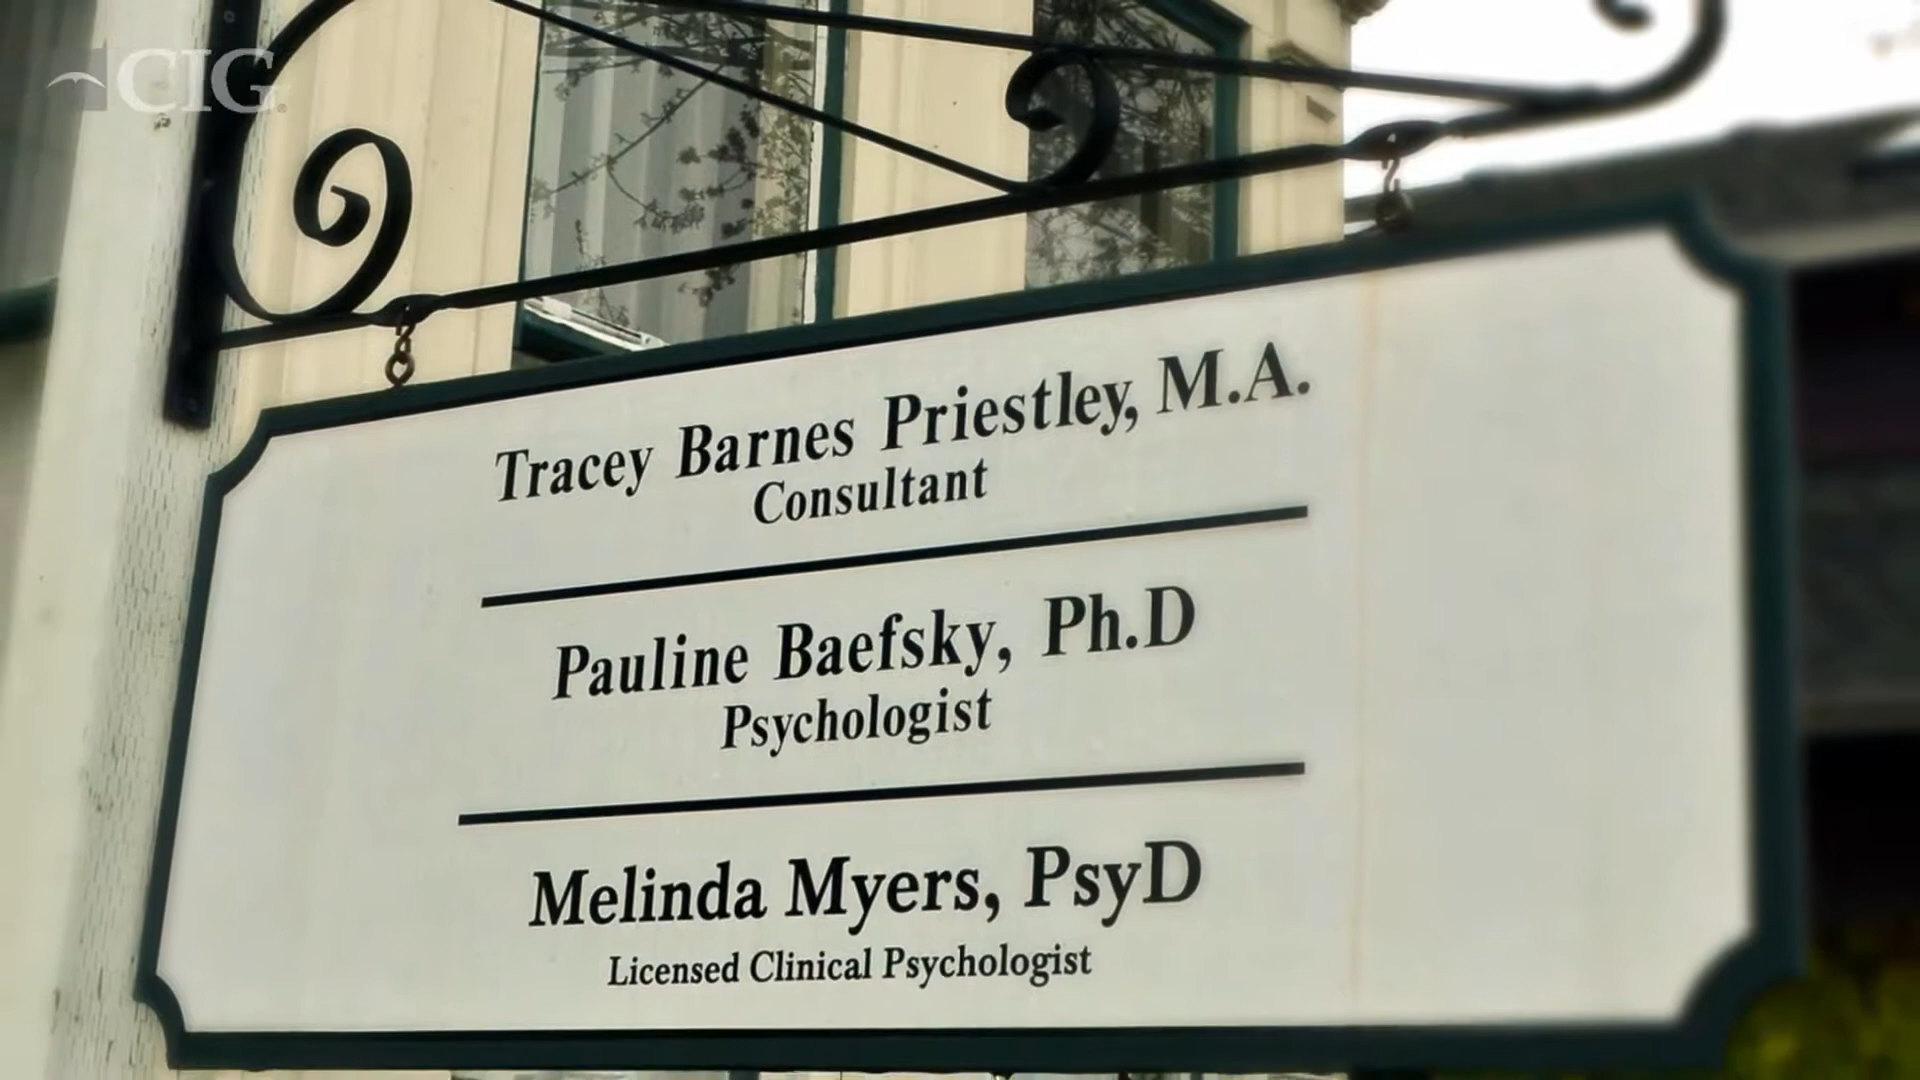 CIG
Tracey Barnes Priestley, M.A.
Consultant
Pauline Baefsky, Ph.D
Psychologist
Melinda Myers, PsyD
Licensed Clinical Psychologist